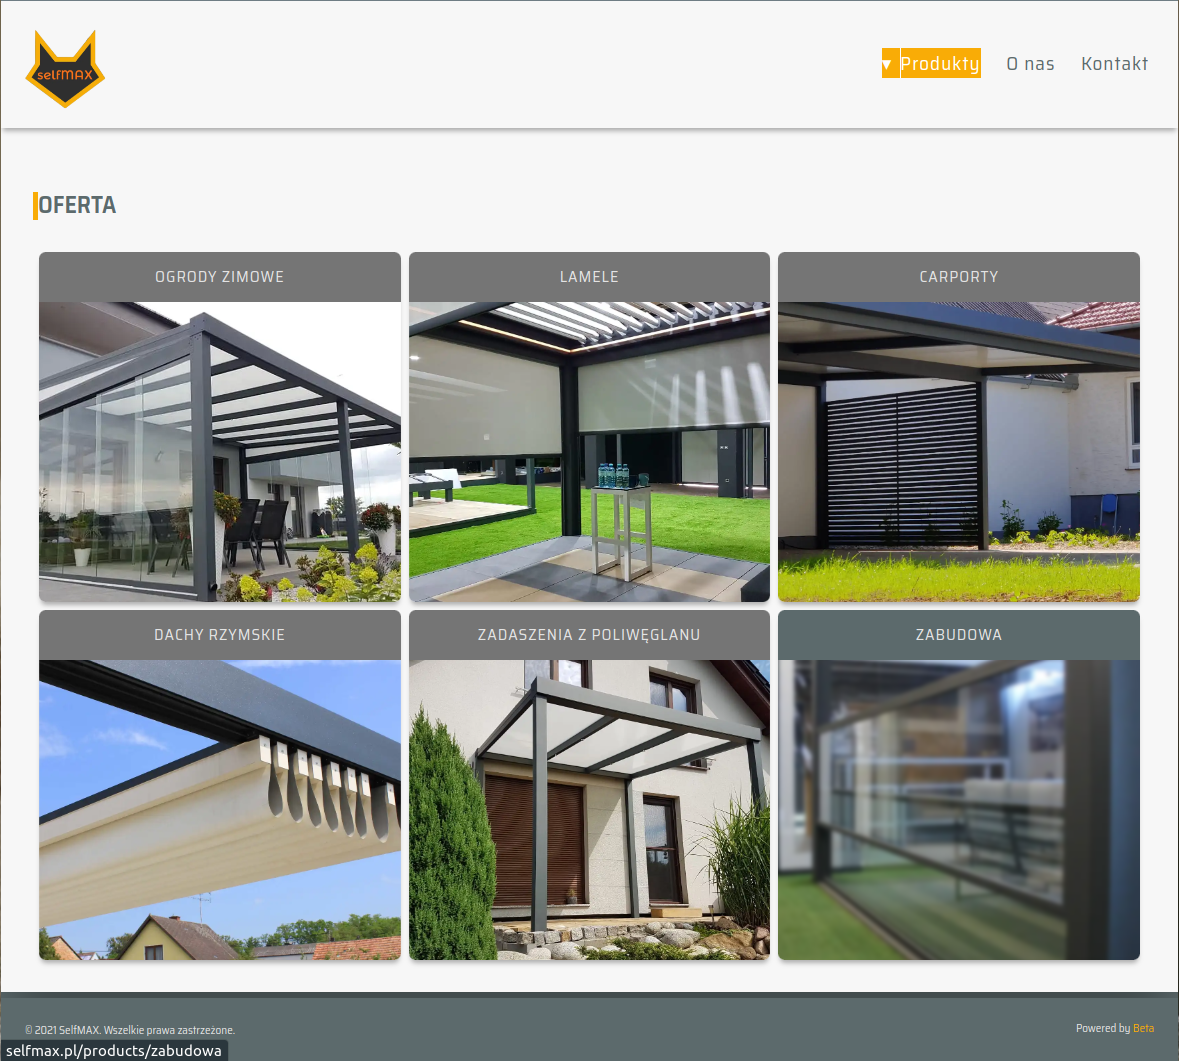 selfMAX
▾ Produkty
O nas
Kontakt
OFERTA
OGRODY ZIMOWE
LAMELE
CARPORTY
DACHY RZYMSKIE
ZADASZENIA Z POLIWĘGLANU
ZABUDOWA
© 2021 SelfMAX. Wszelkie prawa zastrzeżone.
Powered by Beta
selfmax.pl/products/zabudowa